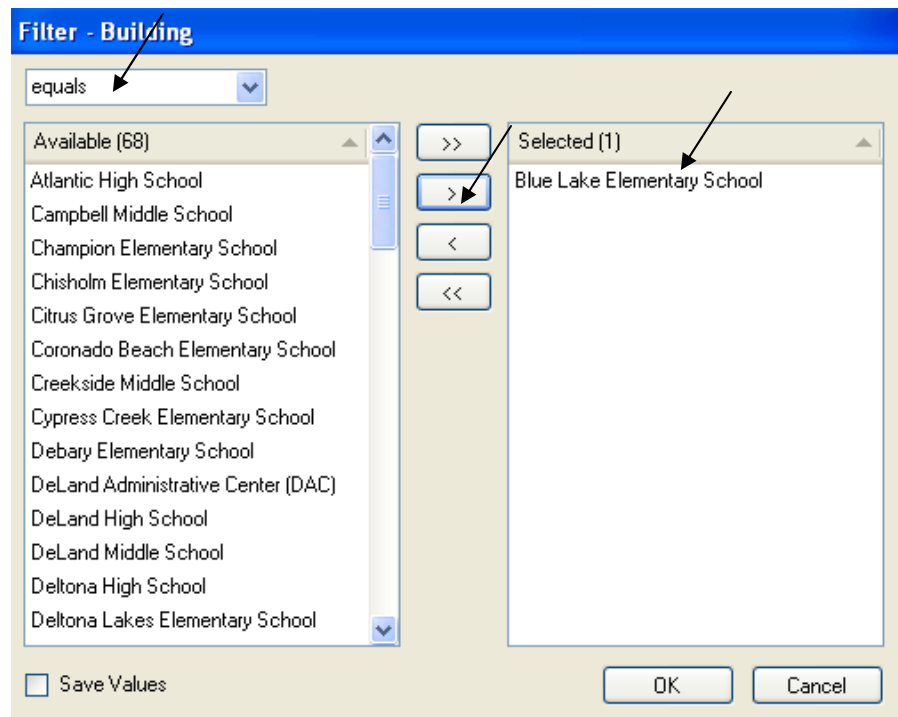 Filter - Building
equals
Available (68)
Atlantic High School
Campbell Middle School
Champion Elementary School
Chisholm Elementary School
Citrus Grove Elementary School
Coronado Beach Elementary School
Creekside Middle School
Cypress Creek Elementary School
Debary Elementary School
DeLand Administrative Center (DAC)
DeLand High School
DeLand Middle School
Deltona High School
Deltona Lakes Elementary School
>>
>
<
<<
Selected (1)
Blue Lake Elementary School
Save Values
OK
Cancel